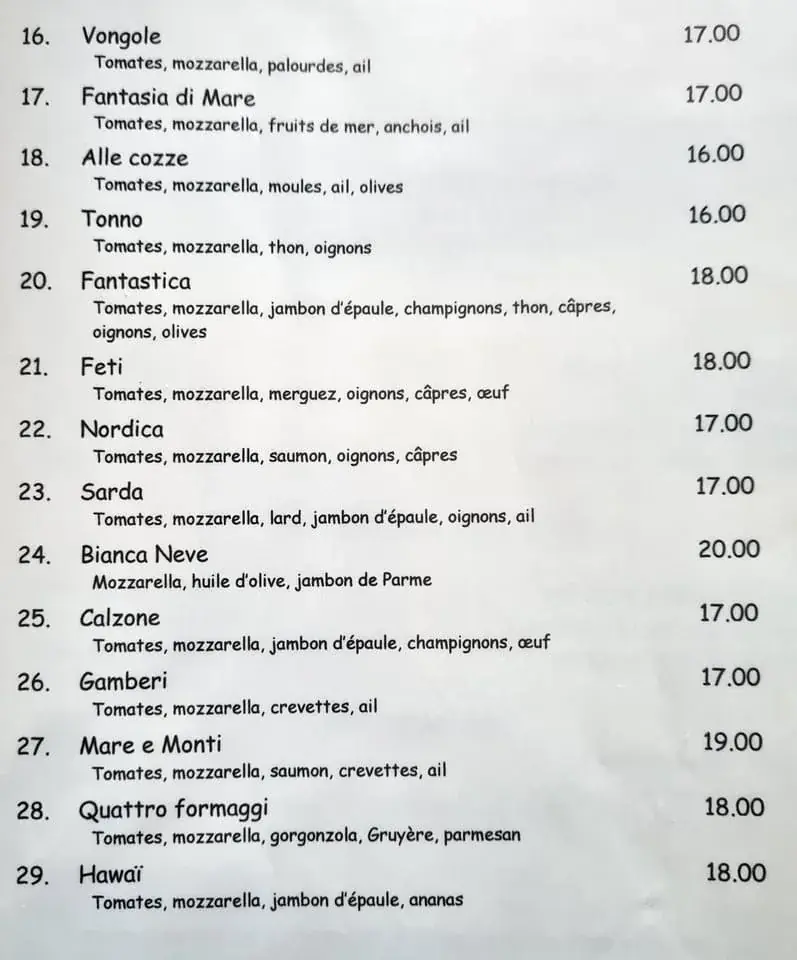 16. Vongole 17.00
Tomates, mozzarella, palourdes, ail
17. Fantasia di Mare 17.00
Tomates, mozzarella, fruits de mer, anchois, ail
18. Alle cozze 16.00
Tomates, mozzarella, moules, ail, olives
19. Tonno 16.00
Tomates, mozzarella, thon, oignons
20. Fantastica 18.00
Tomates, mozzarella, jambon d'épaule, champignons, thon, câpres,
oignons, olives
21. Feti 18.00
Tomates, mozzarella, merguez, oignons, câpres, œuf
22. Nordica 17.00
Tomates, mozzarella, saumon, oignons, câpres
23. Sarda 17.00
Tomates, mozzarella, lard, jambon d'épaule, oignons, ail
24. Bianca Neve 20.00
Mozzarella, huile d'olive, jambon de Parme
25. Calzone 17.00
Tomates, mozzarella, jambon d'épaule, champignons, œuf
26. Gamberi 17.00
Tomates, mozzarella, crevettes, ail
27. Mare e Monti 19.00
Tomates, mozzarella, saumon, crevettes, ail
28. Quattro formaggi 18.00
Tomates, mozzarella, gorgonzola, Gruyère, parmesan
29. Hawaï 18.00
Tomates, mozzarella, jambon d'épaule, ananas